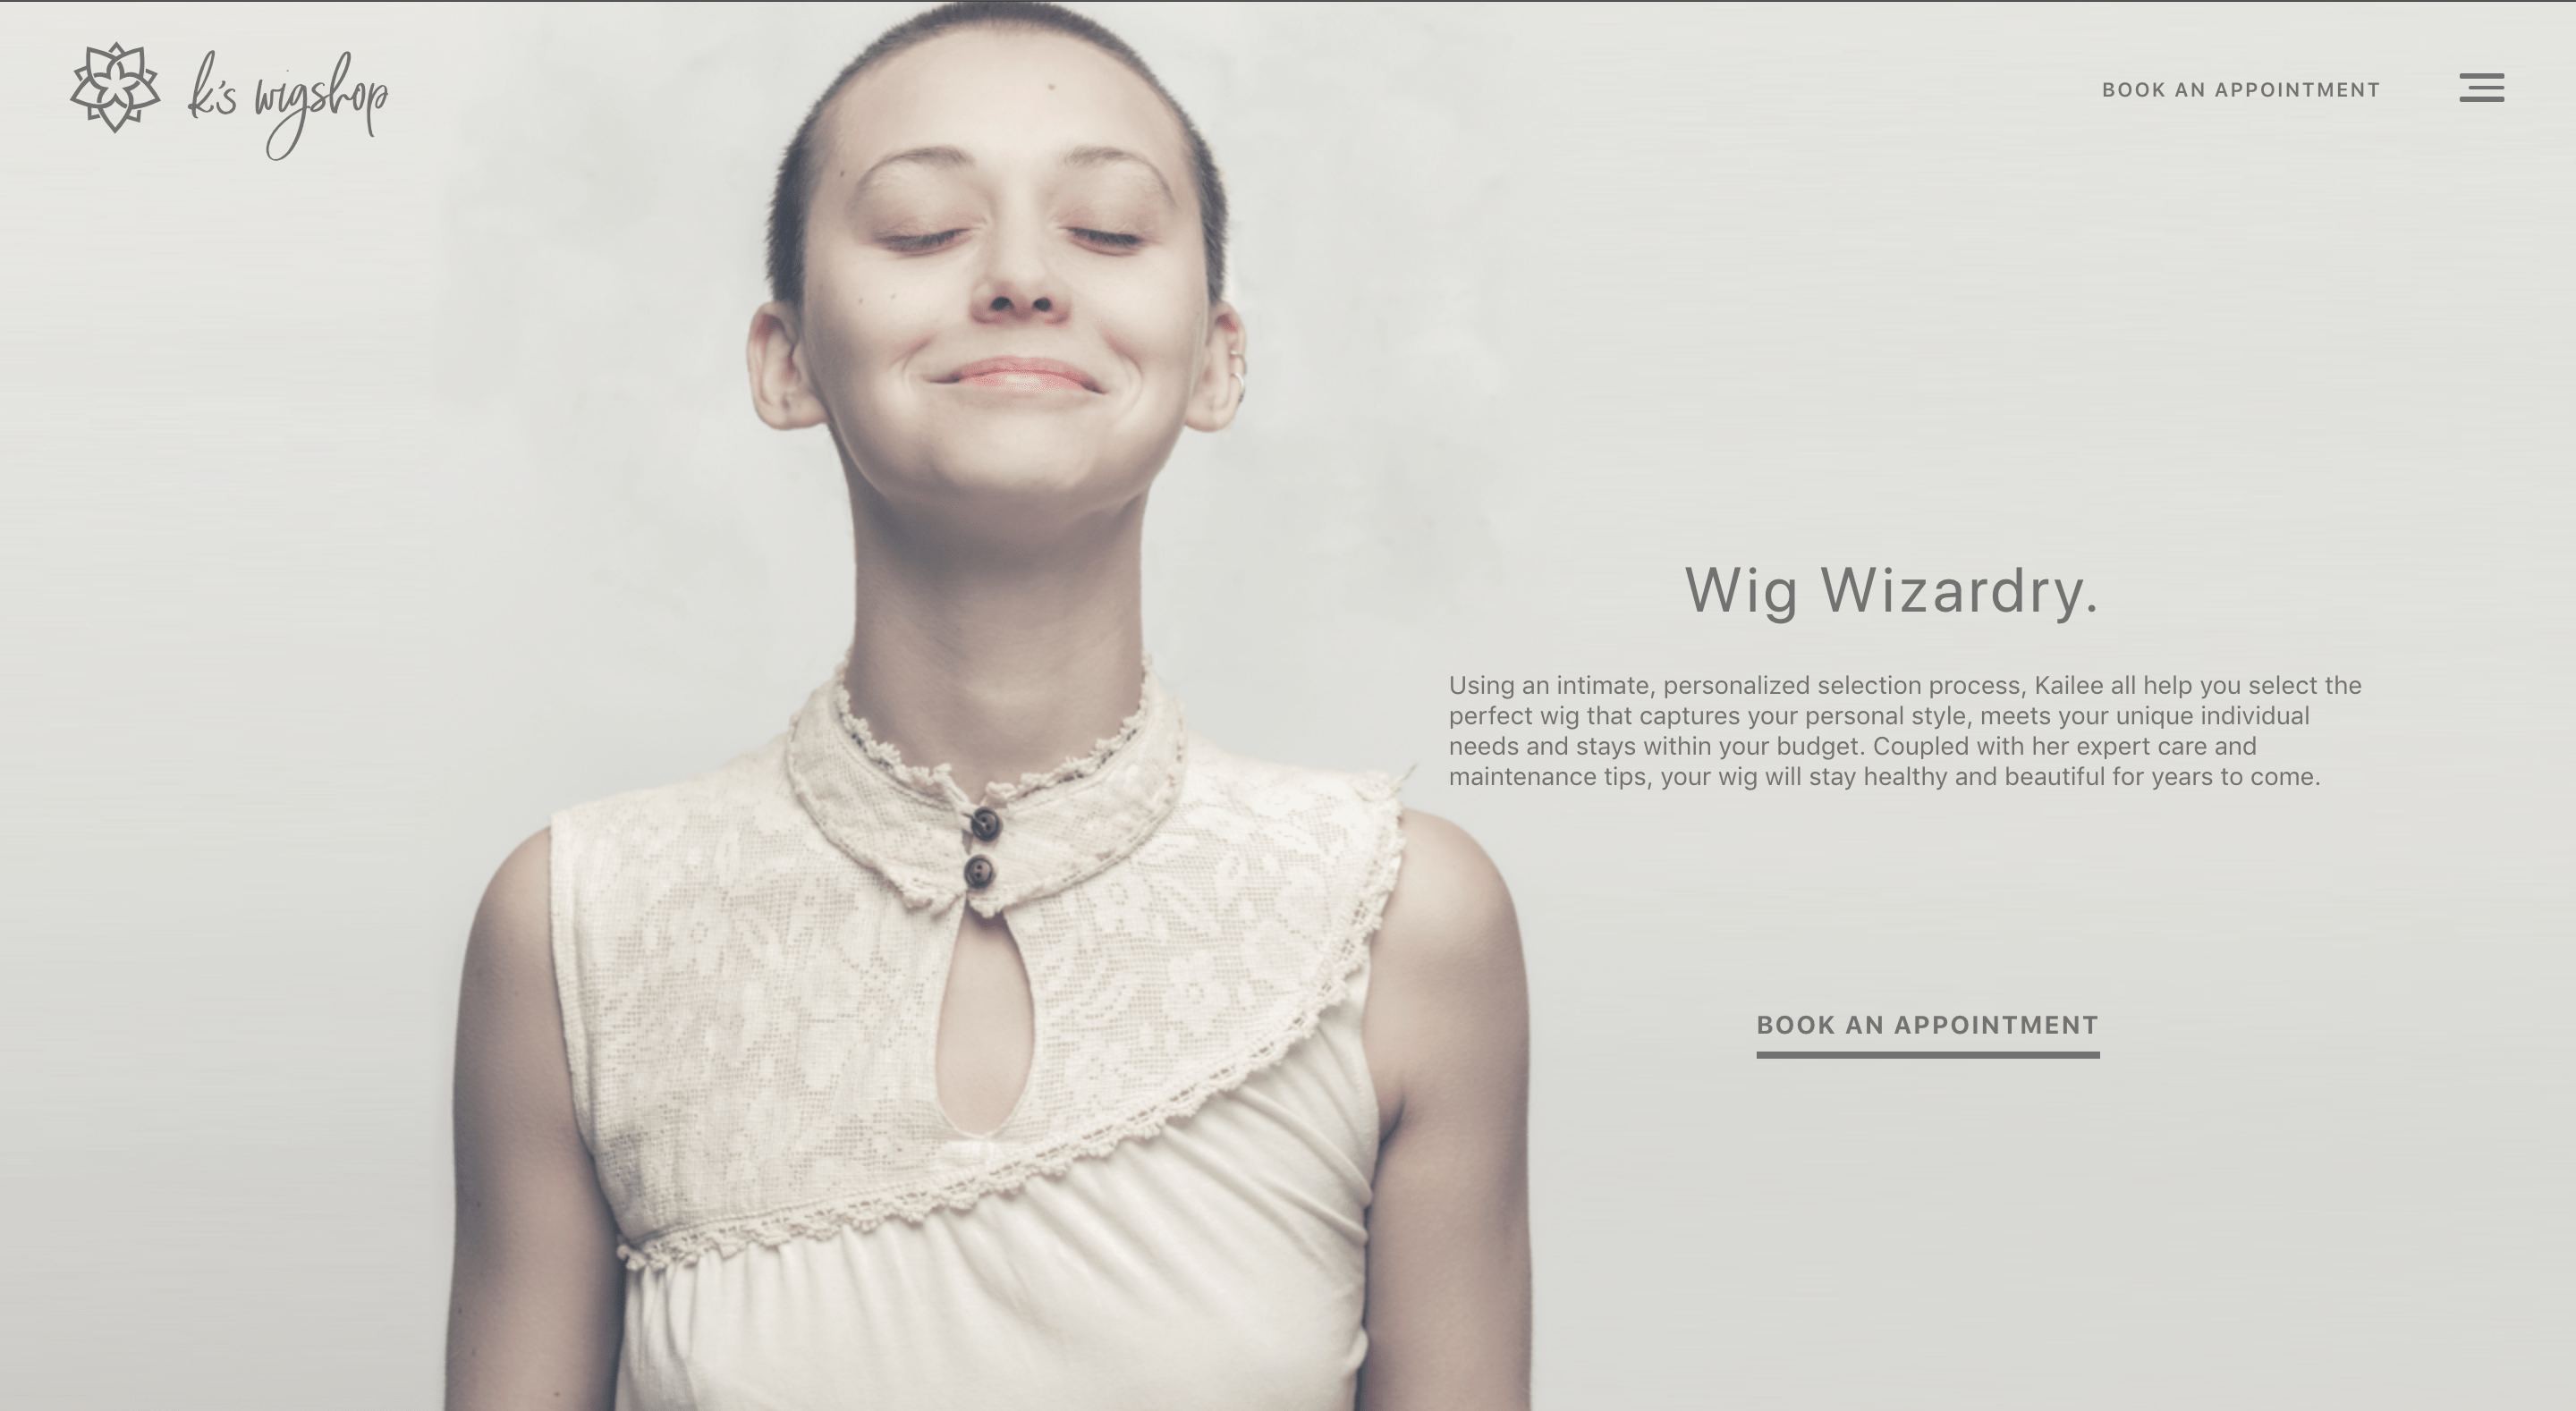 k's wigshop
BOOK AN APPOINTMENT
Wig Wizardry.
Using an intimate, personalized selection process, Kailee all help you select the
perfect wig that captures your personal style, meets your unique individual
needs and stays within your budget. Coupled with her expert care and
maintenance tips, your wig will stay healthy and beautiful for years to come.
BOOK AN APPOINTMENT